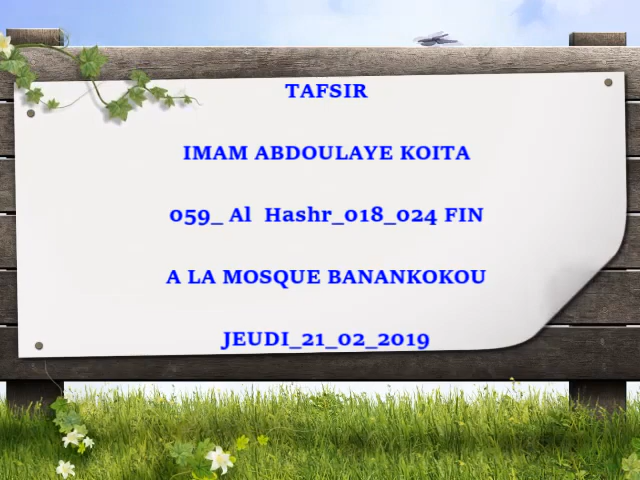 TAFSIR
IMAM ABDOULAYE KOITA
059_ Al  Hashr_018_024 FIN
A LA MOSQUE BANANKOKOU
JEUDI_21_02_2019